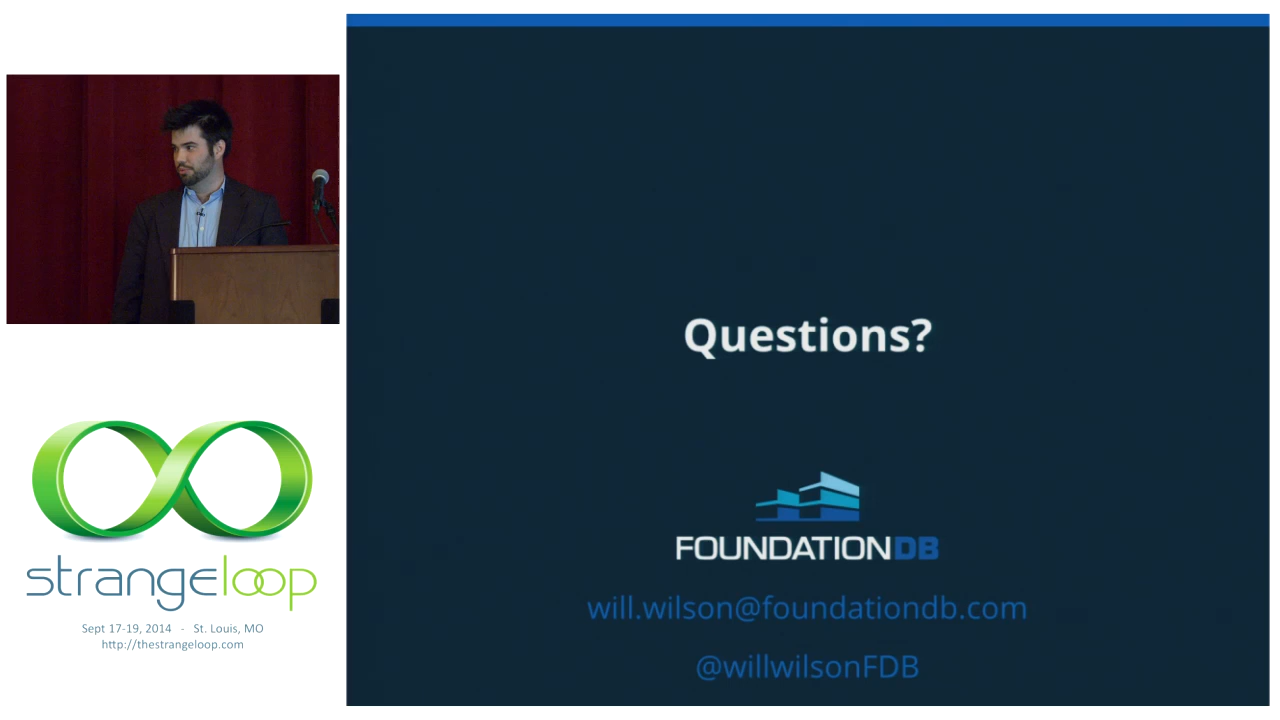 strangeloop
Sept 17-19, 2014 - St. Louis, MO
http://thestrangeloop.com
Questions?
FOUNDATIONDB
will.wilson@foundationdb.com
@willwilsonFDB